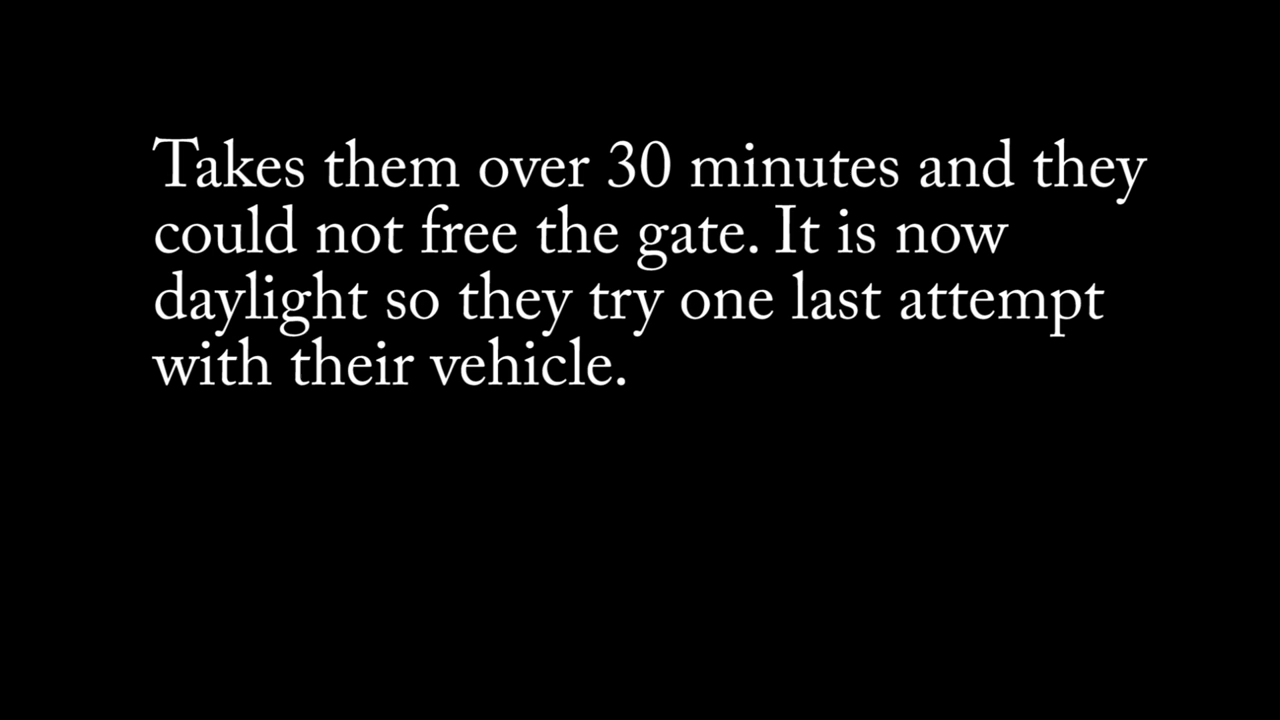 Takes them over 30 minutes and they
could not free the gate. It is now
daylight so they try one last attempt
with their vehicle.